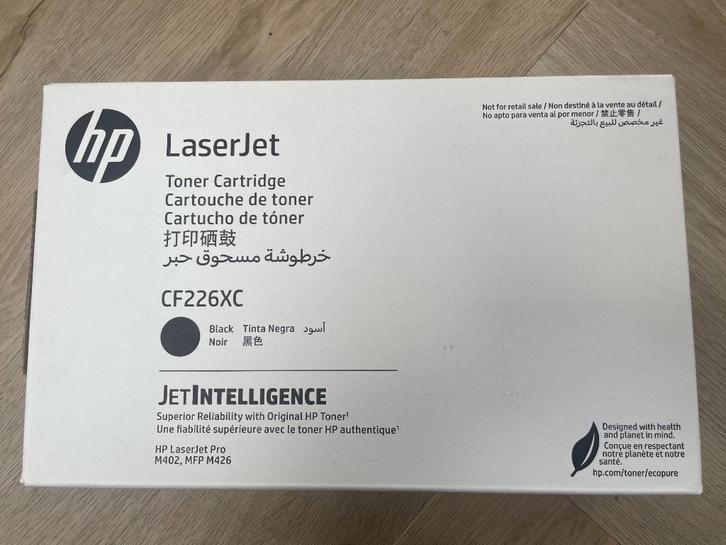 hp
LaserJet
Not for retail sale / Non destiné à la vente au détail /
No apto para venta al por menor / 禁止零售 /
غير مخصص للبيع بالتجزئة
Toner Cartridge
Cartouche de toner
Cartucho de tóner
打印硒鼓
خرطوشة مسحوق حبر
CF226XC
Black Tinta Negra أسود
Noir 黑色
JETINTELLIGENCE
Superior Reliability with Original HP Toner¹
Une fiabilité supérieure avec le toner HP authentique¹
HP LaserJet Pro
M402, MFP M426
Designed with health
and planet in mind.
Conçue en respectant
notre planète et notre
santé.
hp.com/toner/ecopure